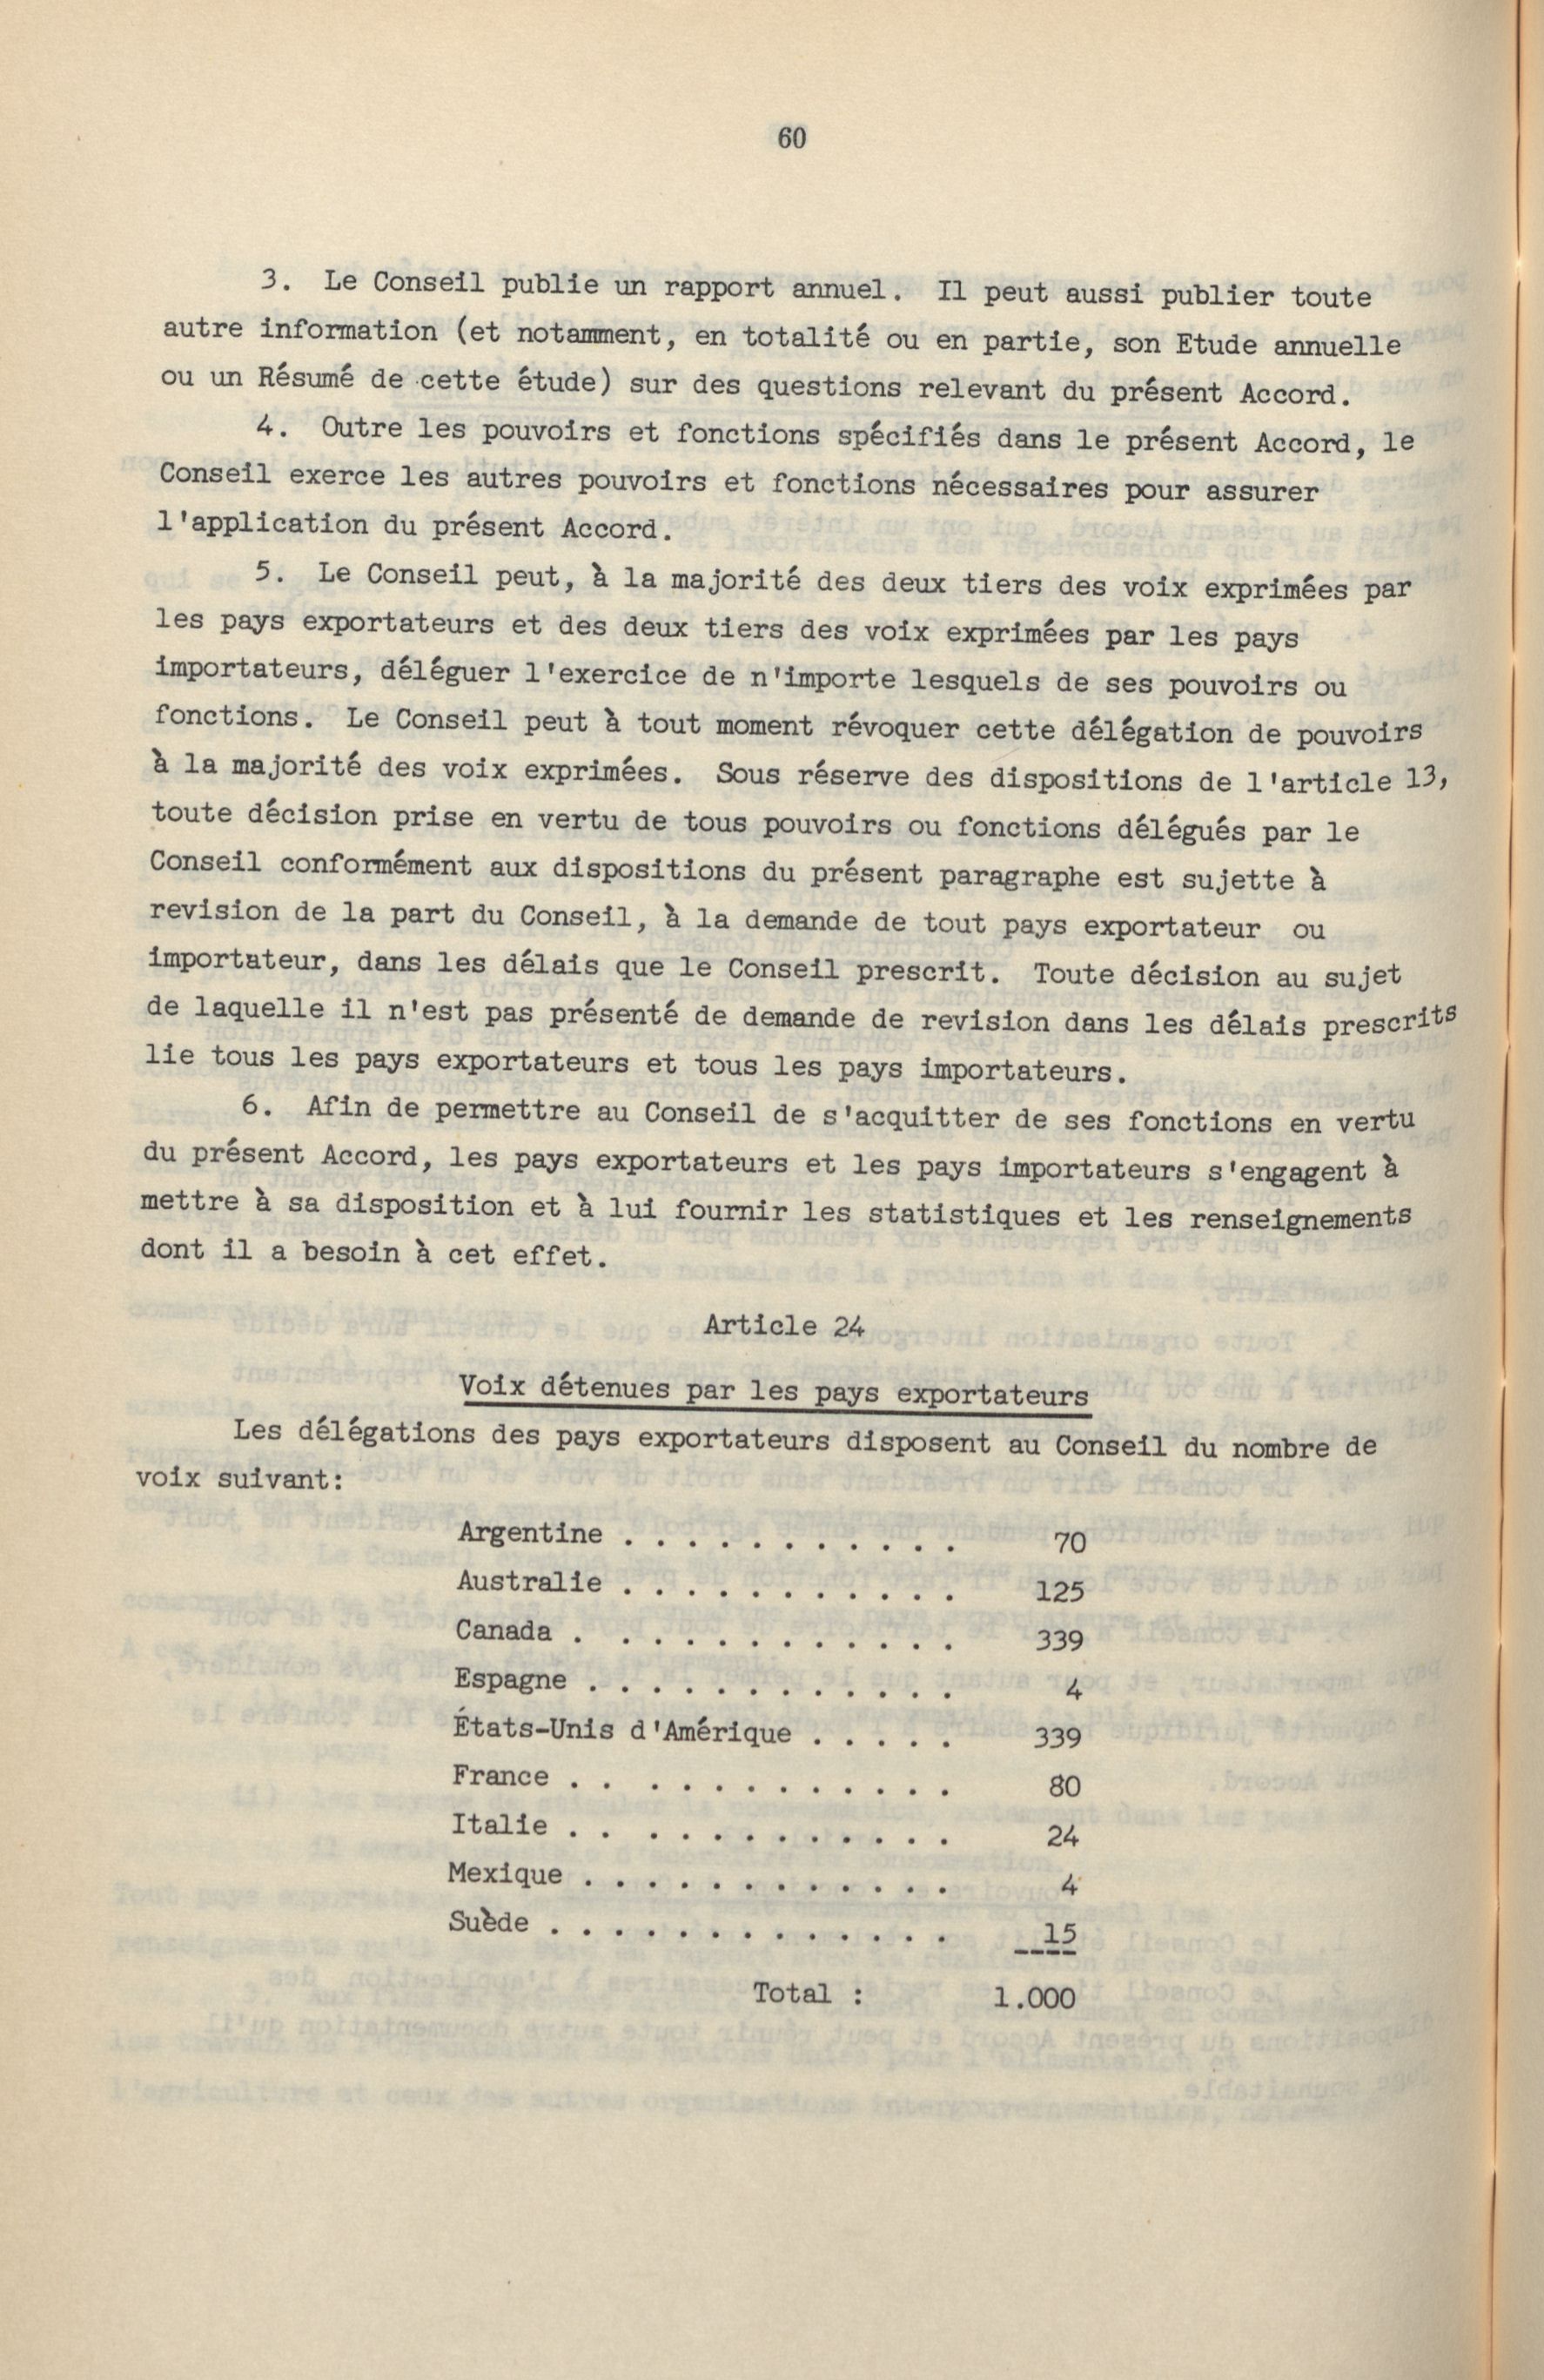 60
3. Le Conseil publie un rapport annuel. Il peut aussi publier toute
autre information (et notamment, en totalité ou en partie, son Etude annuelle
ou un Résumé de cette étude) sur des questions relevant du présent Accord.
4. Outre les pouvoirs et fonctions spécifiés dans le présent Accord, le
Conseil exerce les autres pouvoirs et fonctions nécessaires pour assurer
l'application du présent Accord.
5. Le Conseil peut, à la majorité des deux tiers des voix exprimées par
les pays exportateurs et des deux tiers des voix exprimées par les pays
importateurs, déléguer l'exercice de n'importe lesquels de ses pouvoirs ou
fonctions. Le Conseil peut à tout moment révoquer cette délégation de pouvoirs
à la majorité des voix exprimées. Sous réserve des dispositions de l'article 13,
toute décision prise en vertu de tous pouvoirs ou fonctions délégués par le
Conseil conformément aux dispositions du présent paragraphe est sujette à
revision de la part du Conseil, à la demande de tout pays exportateur ou
importateur, dans les délais que le Conseil prescrit. Toute décision au sujet
de laquelle il n'est pas présenté de demande de revision dans les délais prescrits
lie tous les pays exportateurs et tous les pays importateurs.
6. Afin de permettre au Conseil de s'acquitter de ses fonctions en vertu
du présent Accord, les pays exportateurs et les pays importateurs s'engagent à
mettre à sa disposition et à lui fournir les statistiques et les renseignements
dont il a besoin à cet effet.
Article 24
Voix détenues par les pays exportateurs
Les délégations des pays exportateurs disposent au Conseil du nombre de
voix suivant:
Argentine . . . . . . . . . . . 70
Australie . . . . . . . . . . . 125
Canada . . . . . . . . . . . . 339
Espagne . . . . . . . . . . . . 4
États-Unis d'Amérique . . . . . 339
France . . . . . . . . . . . . 80
Italie . . . . . . . . . . . . 24
Mexique . . . . . . . . . . . . 4
Suède . . . . . . . . . . . . . 15
Total : 1.000